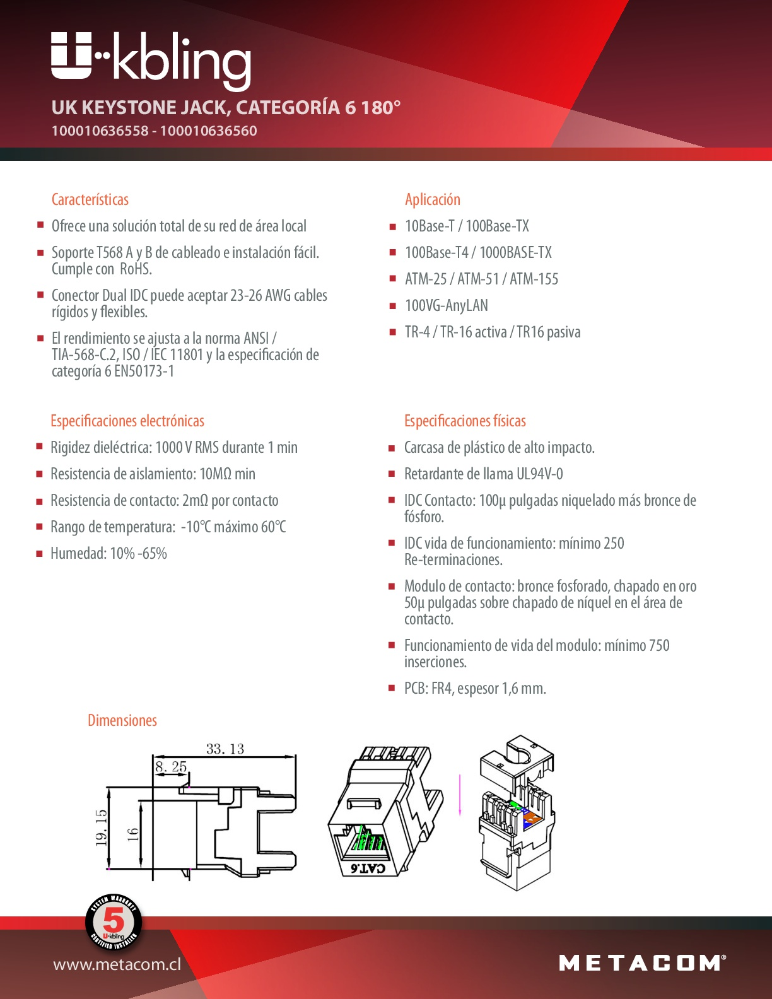 U-kbling
UK KEYSTONE JACK, CATEGORÍA 6 180°
100010636558 - 100010636560
Características
Ofrece una solución total de su red de área local
Soporte T568 A y B de cableado e instalación fácil.
Cumple con RoHS.
Conector Dual IDC puede aceptar 23-26 AWG cables
rígidos y flexibles.
El rendimiento se ajusta a la norma ANSI /
TIA-568-C.2, ISO / IEC 11801 y la especificación de
categoría 6 EN50173-1
Aplicación
10Base-T / 100Base-TX
100Base-T4 / 1000BASE-TX
ATM-25 / ATM-51 / ATM-155
100VG-AnyLAN
TR-4 / TR-16 activa / TR16 pasiva
Especificaciones electrónicas
Rigidez dieléctrica: 1000 V RMS durante 1 min
Resistencia de aislamiento: 10MΩ min
Resistencia de contacto: 2mΩ por contacto
Rango de temperatura: -10°C máximo 60°C
Humedad: 10% -65%
Especificaciones físicas
Carcasa de plástico de alto impacto.
Retardante de llama UL94V-0
IDC Contacto: 100µ pulgadas niquelado más bronce de
fósforo.
IDC vida de funcionamiento: mínimo 250
Re-terminaciones.
Modulo de contacto: bronce fosforado, chapado en oro
50µ pulgadas sobre chapado de níquel en el área de
contacto.
Funcionamiento de vida del modulo: mínimo 750
inserciones.
PCB: FR4, espesor 1,6 mm.
Dimensiones
33.13
8.25
19.15
16
CAT.6
SYSTEM WARRANTY
5
U-kbling
CERTIFIED INSTALLER
www.metacom.cl
METACOM®